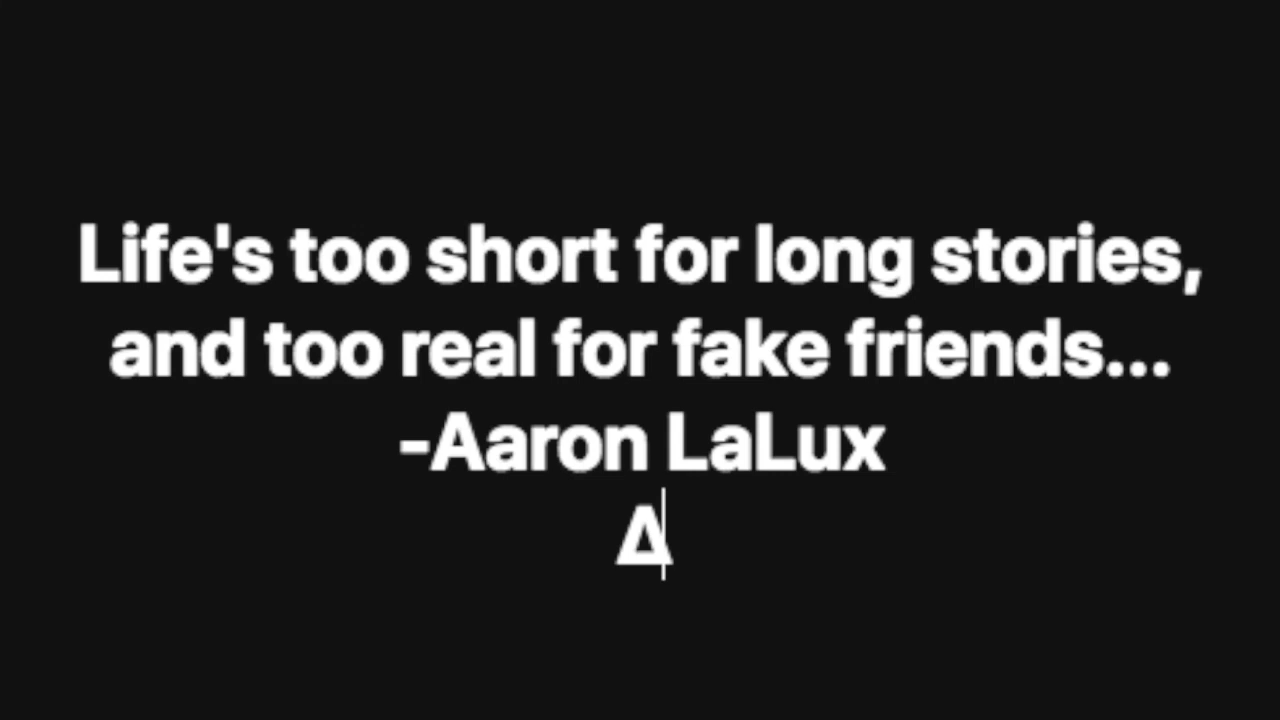 Life's too short for long stories,
and too real for fake friends...
-Aaron LaLux
Δ